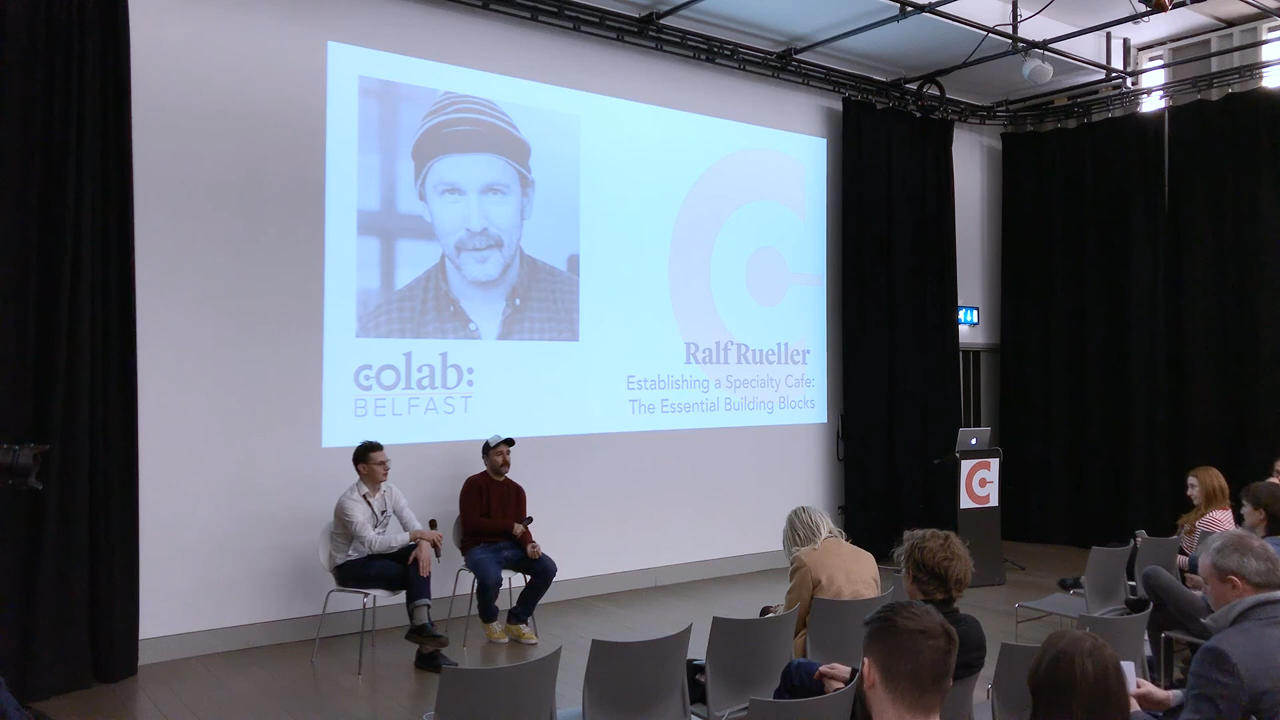 colab:
BELFAST
Ralf Rueller
Establishing a Specialty Cafe:
The Essential Building Blocks